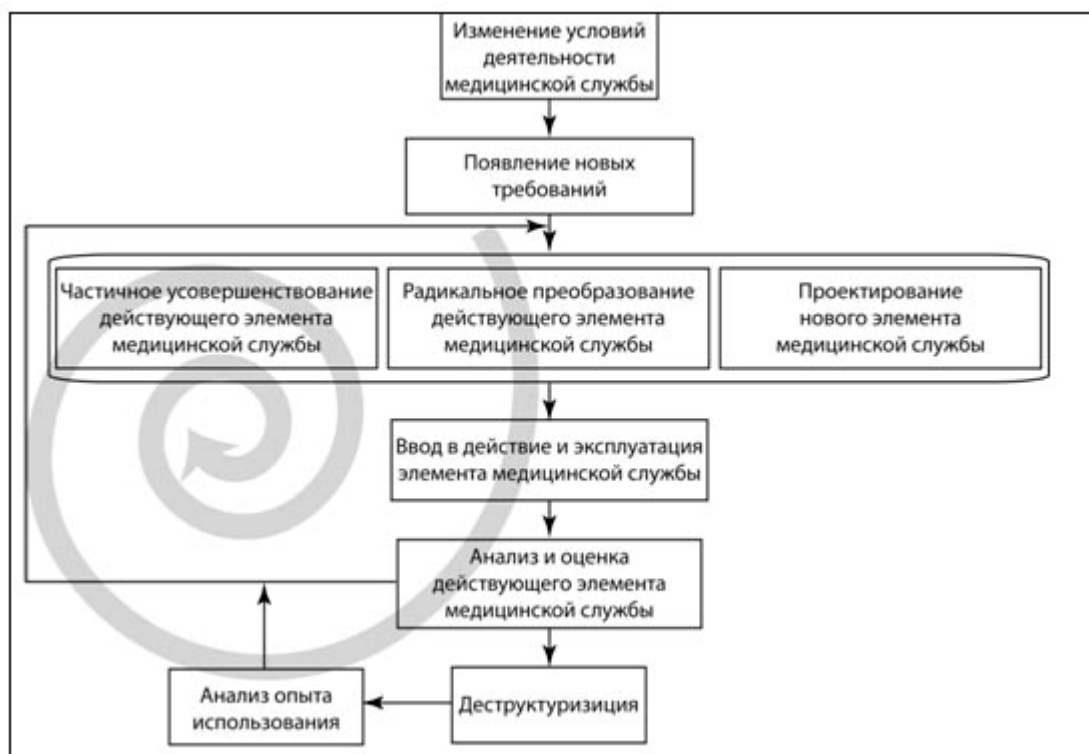 Изменение условий
деятельности
медицинской службы
Появление новых
требований
Частичное усовершенствование
действующего элемента
медицинской службы
Радикальное преобразование
действующего элемента
медицинской службы
Проектирование
нового элемента
медицинской службы
Ввод в действие и эксплуатация
элемента медицинской службы
Анализ и оценка
действующего элемента
медицинской службы
Анализ опыта
использования
Деструктуризиция